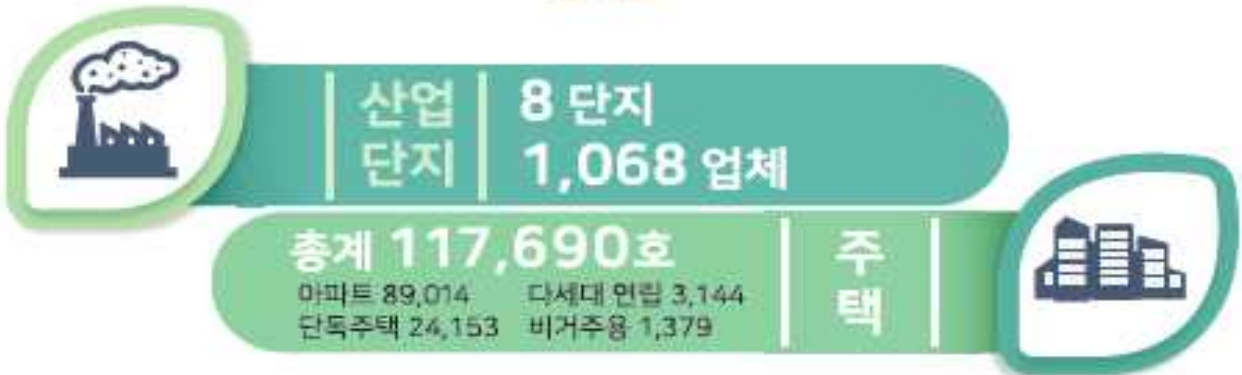 산업
단지
8 단지
1,068 업체
총계 117,690호
아파트 89,014 다세대 연립 3,144
단독주택 24,153 비거주용 1,379
주
택